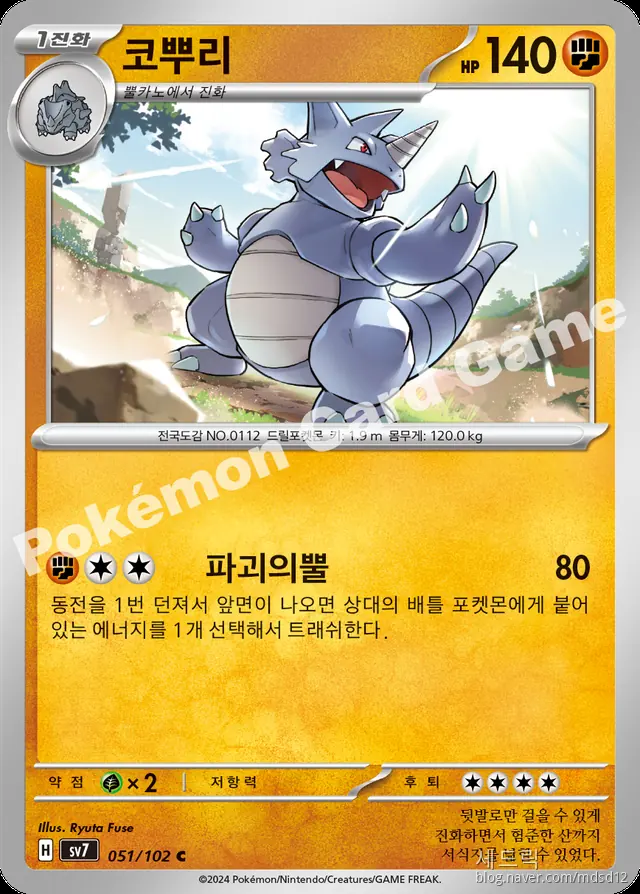 1진화
코뿌리
HP 140
뿔카노에서 진화
전국도감 NO.0112 드릴포켓몬 키: 1.9 m 몸무게: 120.0 kg
Pokémon Card Game
파괴의뿔 80
동전을 1번 던져서 앞면이 나오면 상대의 배틀 포켓몬에게 붙어
있는 에너지를 1개 선택해서 트래쉬한다.
약점 ×2 저항력 후퇴
Illus. Ryuta Fuse
뒷발로만 걸을 수 있게
진화하면서 험준한 산까지
서식지를 넓힐 수 있었다.
H sv7 051/102 C
세드릭
blog.naver.com/mdsd12
©2024 Pokémon/Nintendo/Creatures/GAME FREAK.